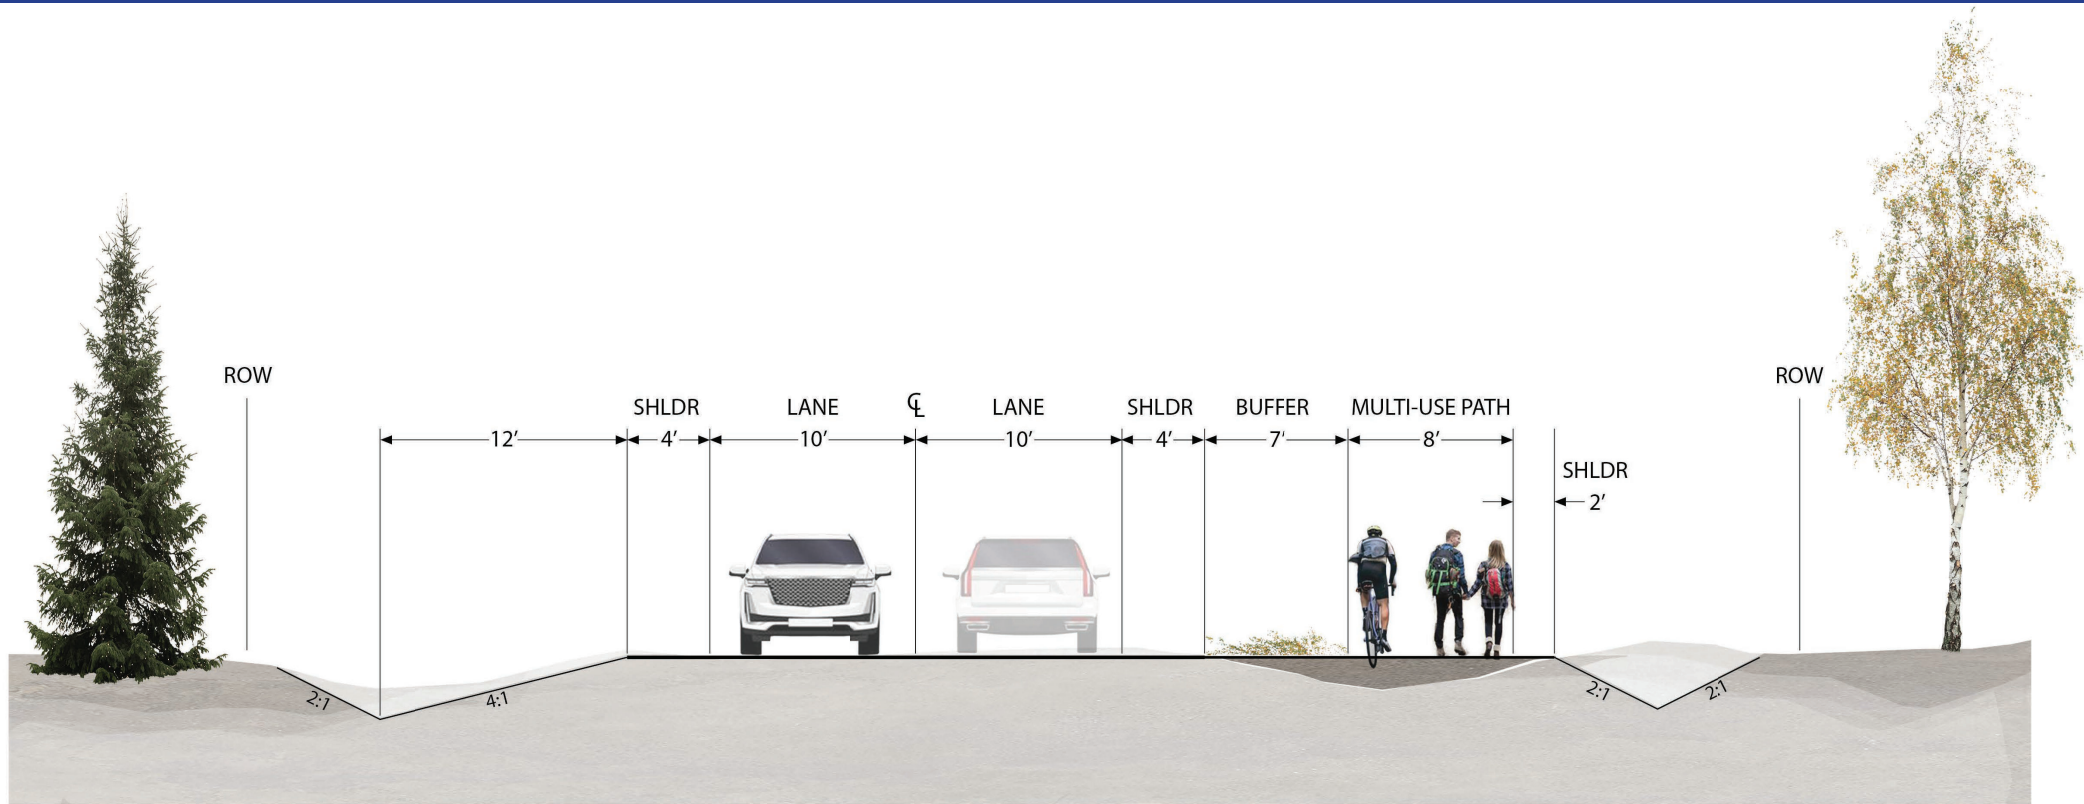 ROW
ROW
SHLDR
LANE
℄
LANE
SHLDR
BUFFER
MULTI-USE PATH
12’
4’
10’
10’
4’
7’
8’
SHLDR
2’
2:1
4:1
2:1
2:1